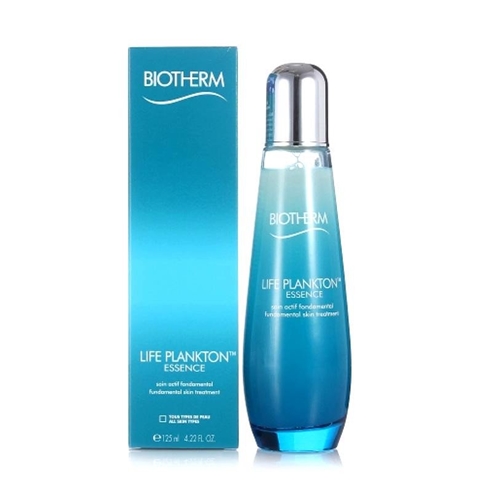 BIOTHERM
LIFE PLANKTON™
ESSENCE
soin actif fondamental
fundamental skin treatment
TOUS TYPES DE PEAU
ALL SKIN TYPES
℮125 ml 4.22 FL. OZ.
BIOTHERM
LIFE PLANKTON™
ESSENCE
soin actif fondamental
fundamental skin treatment